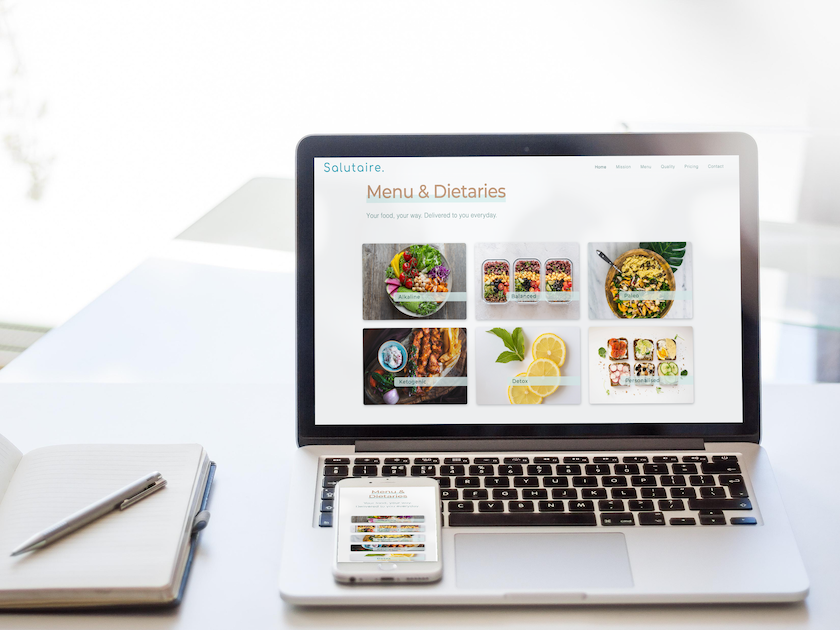 Salutaire.
Home Mission Menu Quality Pricing Contact
Menu & Dietaries
Your food, your way. Delivered to you everyday.
Alkaline
Balanced
Paleo
Ketogenic
Detox
Personalised
Menu &
Dietaries